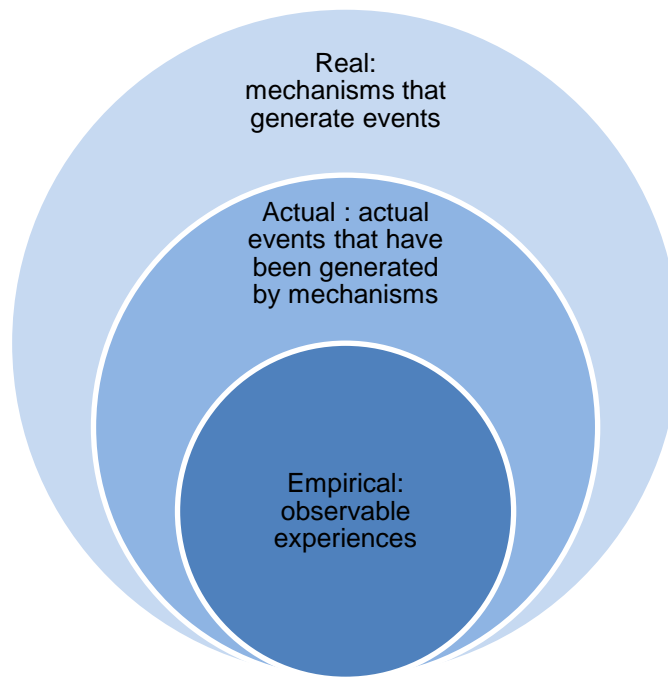 Real:
mechanisms that
generate events
Actual : actual
events that have
been generated
by mechanisms
Empirical:
observable
experiences